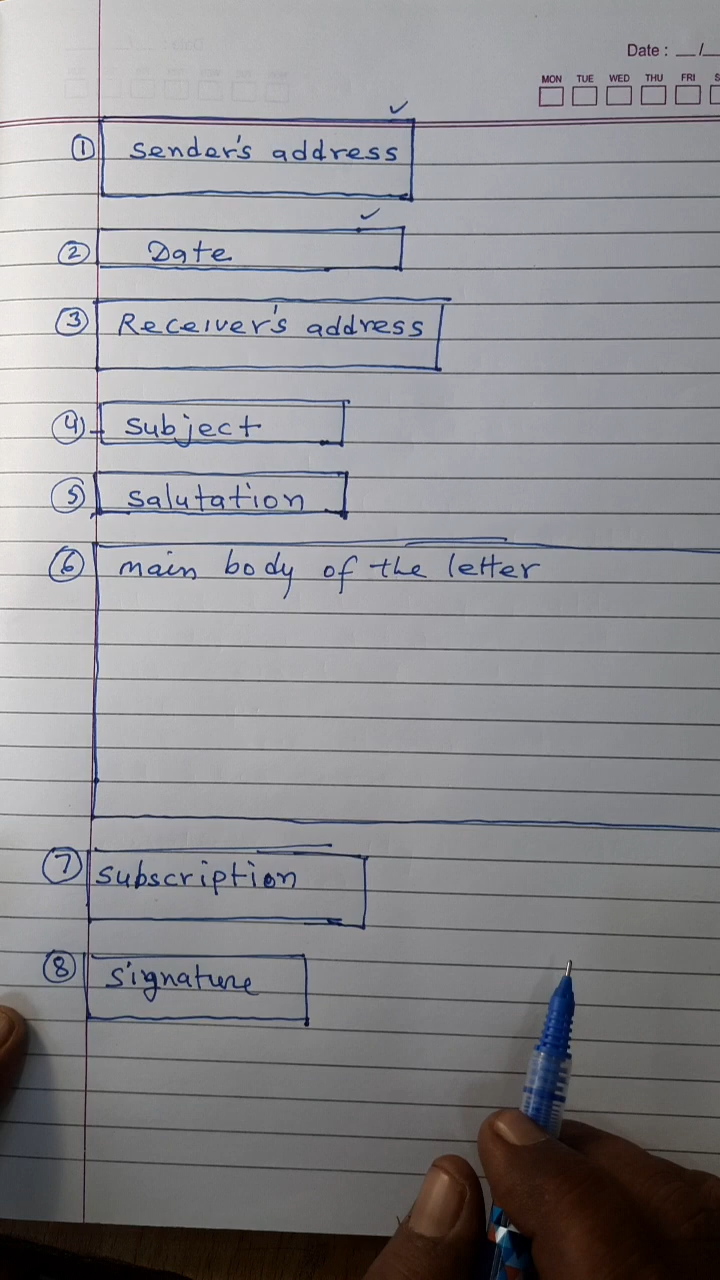 Date : __/__
MON TUE WED THU FRI S
① Sender's address
② Date
③ Receiver's address
④ Subject
⑤ Salutation
⑥ main body of the letter
⑦ subscription
⑧ Signature